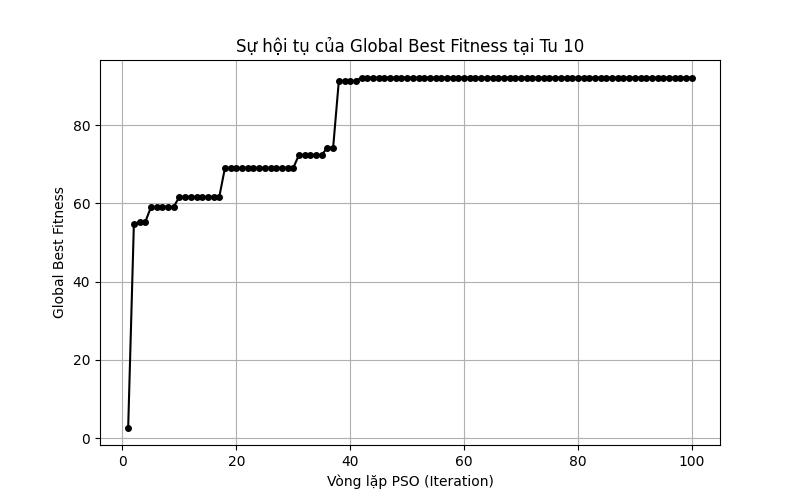 Sự hội tụ của Global Best Fitness tại Tu 10
Global Best Fitness
80
60
40
20
0
0 20 40 60 80 100
Vòng lặp PSO (Iteration)